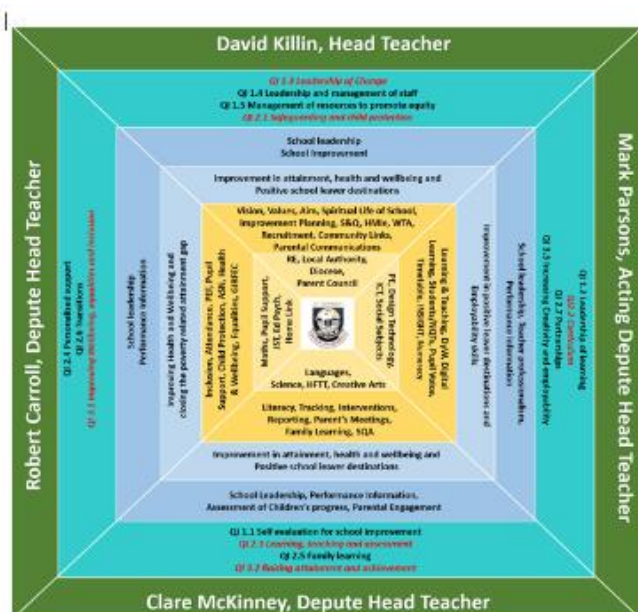 David Killin, Head Teacher
QI 1.3 Leadership of Change
QI 1.4 Leadership and management of staff
QI 1.5 Management of resources to promote equity
QI 2.1 Safeguarding and child protection
School leadership
School Improvement
Improvement in attainment, health and wellbeing and
Positive school leaver destinations
Vision, Values, Aim, Spiritual Life of School,
Improvement Planning, S&Q, HMIe, WTA,
Recruitment, Community Links,
Parental Communications
RE, Local Authority,
Diocese,
Parent Council
Mark Parsons, Acting Depute Head Teacher
QI 1.2 Leadership of learning
QI 2.2 Curriculum
QI 2.7 Partnerships
QI 3.3 Increasing Creativity and employability
School leadership, Teacher professionalism,
Performance information
Improvement in positive leaver destinations and
Employability skills
Learning & Teaching, DYW, Digital
Learning, Students/NQTs, Pupil Voice,
Timetable, INSIGHT, Numeracy
PE, Design Technology,
ICT, Social Subjects
Languages,
Science, HFTT, Creative Arts
Literacy, Tracking, Interventions,
Reporting, Parent's Meetings,
Family Learning, SQA
Improvement in attainment, health and wellbeing and
Positive school leaver destinations
School Leadership, Performance Information,
Assessment of Children's progress, Parental Engagement
QI 1.1 Self evaluation for school improvement
QI 2.3 Learning, teaching and assessment
QI 2.5 Family learning
QI 3.2 Raising attainment and achievement
Clare McKinney, Depute Head Teacher
Robert Carroll, Depute Head Teacher
QI 2.4 Personalised support
QI 2.6 Transitions
QI 3.1 Improving wellbeing, equalities and inclusion
School leadership
Performance information
Improving Health and Wellbeing and
closing the poverty related attainment gap
Inclusion, Attendance, PEF, Pupil
Support, Child Protection, ASN, Health
& Wellbeing, Equalities, GIRFEC
Maths, Pupil Support,
JST, Ed Psych,
Home Link